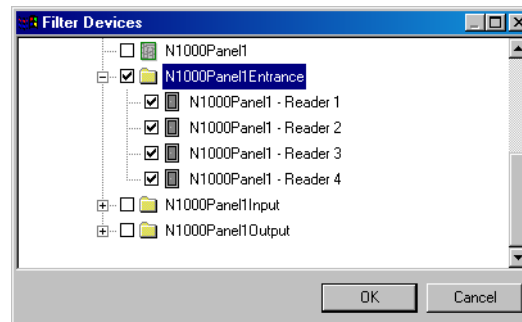 Filter Devices
N1000Panel1
N1000Panel1Entrance
N1000Panel1 - Reader 1
N1000Panel1 - Reader 2
N1000Panel1 - Reader 3
N1000Panel1 - Reader 4
N1000Panel1Input
N1000Panel1Output
OK Cancel